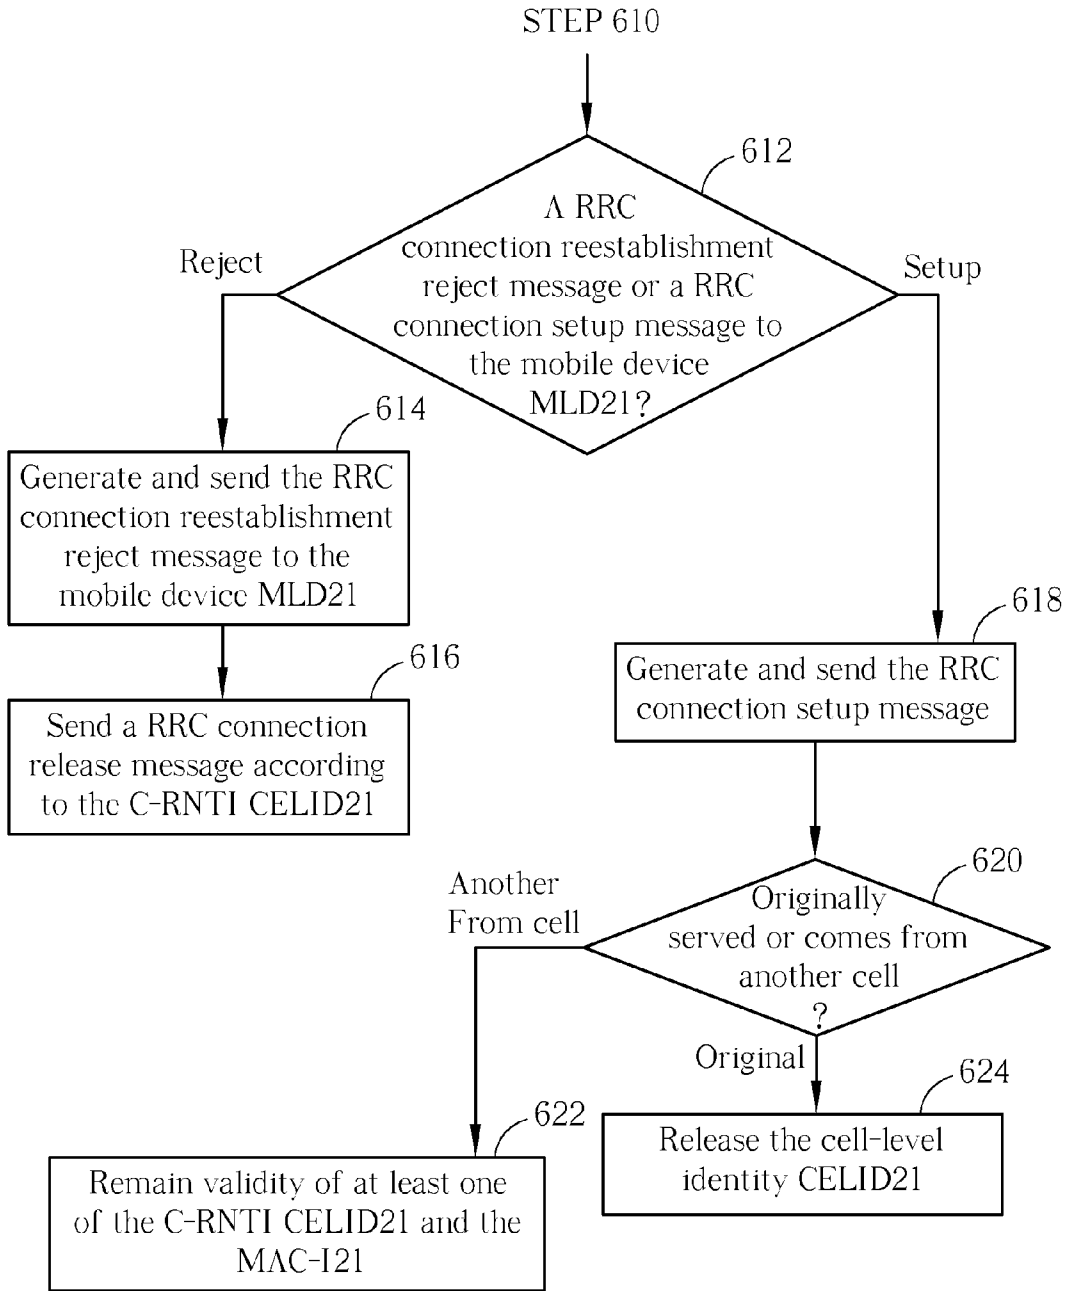 STEP 610
612
A RRC
connection reestablishment
reject message or a RRC
connection setup message to
the mobile device
MLD21?
Reject
Setup
614
Generate and send the RRC
connection reestablishment
reject message to the
mobile device MLD21
616
Send a RRC connection
release message according
to the C-RNTI CELID21
618
Generate and send the RRC
connection setup message
620
Originally
served or comes from
another cell
?
Another
From cell
Original
622
Remain validity of at least one
of the C-RNTI CELID21 and the
MAC-I21
624
Release the cell-level
identity CELID21